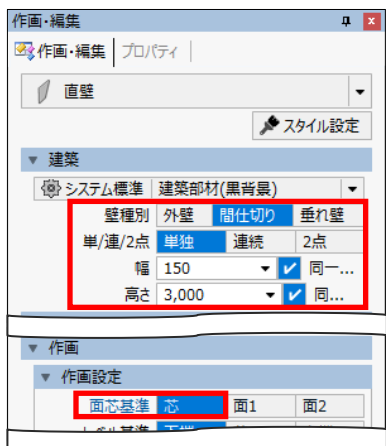 作画・編集
作画・編集 プロパティ
直壁
スタイル設定
建築
システム標準 建築部材(黒背景)
壁種別 外壁 間仕切り 垂れ壁
単/連/2点 単独 連続 2点
幅 150 同一...
高さ 3,000 同...
作画
作画設定
面芯基準 芯 面1 面2